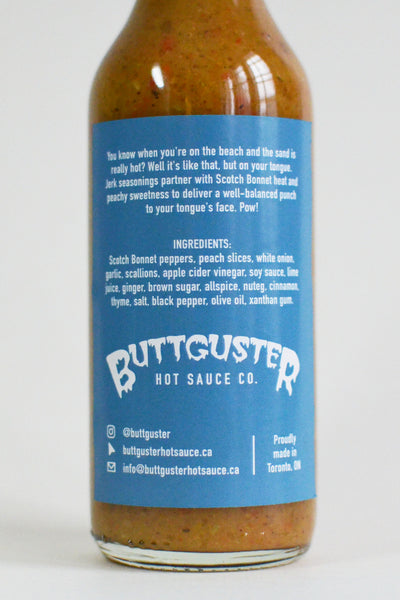 You know when you're on the beach and the sand is
really hot? Well it's like that, but on your tongue.
Jerk seasonings partner with Scotch Bonnet heat and
peachy sweetness to deliver a well-balanced punch
to your tongue's face. Pow!
INGREDIENTS:
Scotch Bonnet peppers, peach slices, white onion,
garlic, scallions, apple cider vinegar, soy sauce, lime
juice, ginger, brown sugar, allspice, nuteg, cinnamon,
thyme, salt, black pepper, olive oil, xanthan gum.
BUTTGUSTER
HOT SAUCE CO.
@buttguster
buttgusterhotsauce.ca
info@buttgusterhotsauce.ca
Proudly
made in
Toronto, ON